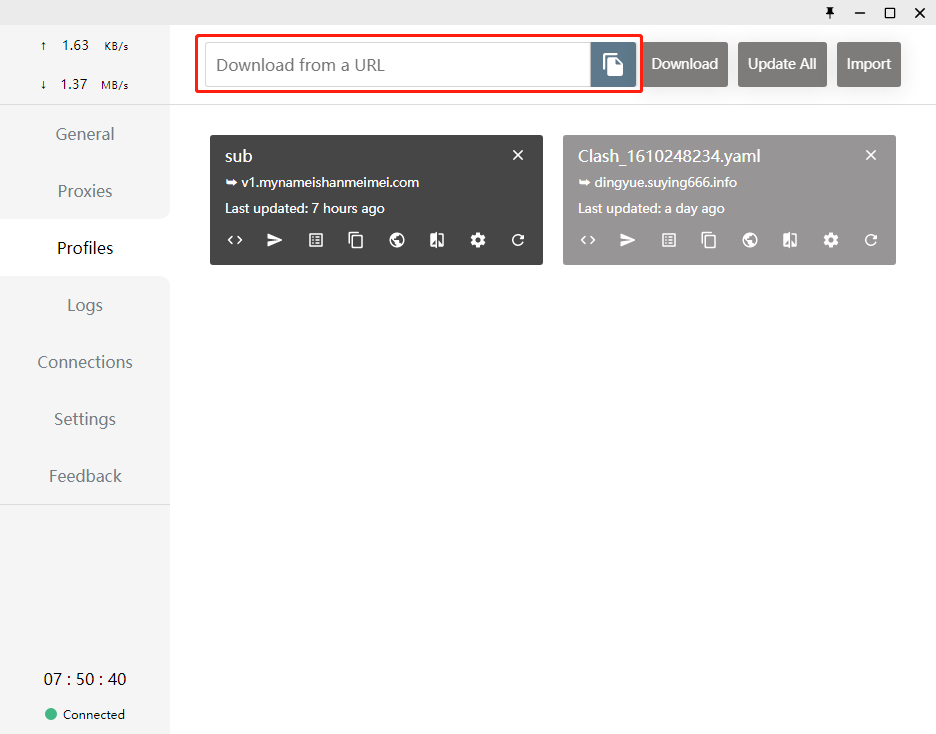 ↑ 1.63 KB/s
↓ 1.37 MB/s
Download from a URL
Download
Update All
Import
General
Proxies
Profiles
Logs
Connections
Settings
Feedback
sub
v1.mynameishanmeimei.com
Last updated: 7 hours ago
Clash_1610248234.yaml
dingyue.suying666.info
Last updated: a day ago
07 : 50 : 40
Connected